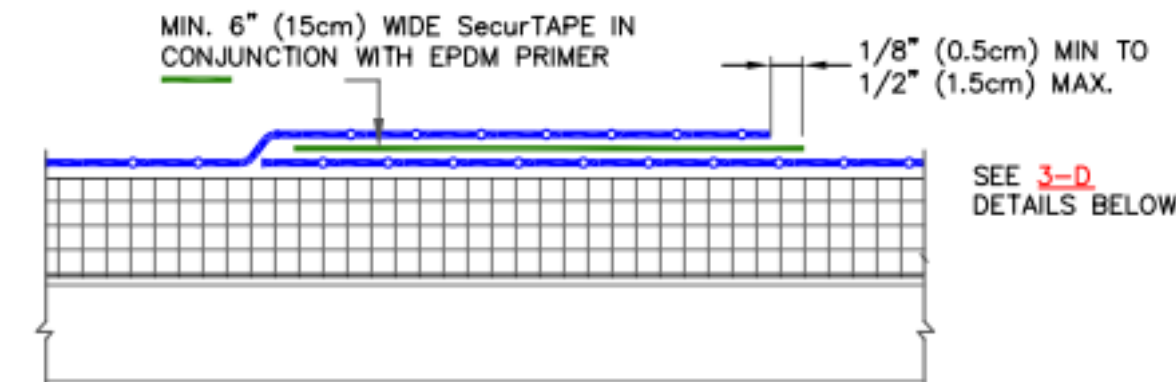 MIN. 6" (15cm) WIDE SecurTAPE IN
CONJUNCTION WITH EPDM PRIMER
1/8" (0.5cm) MIN TO
1/2" (1.5cm) MAX.
SEE 3-D
DETAILS BELOW